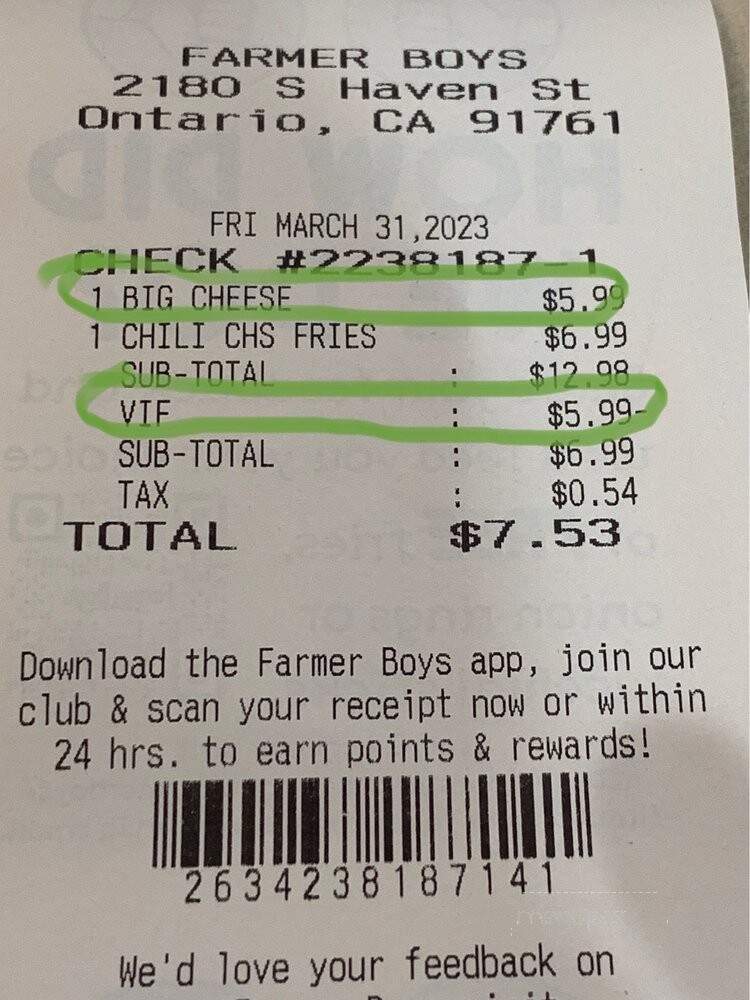 FARMER BOYS
2180 S Haven St
Ontario, CA 91761
FRI MARCH 31,2023
CHECK #2238187-1
1 BIG CHEESE $5.99
1 CHILI CHS FRIES $6.99
SUB-TOTAL : $12.98
VIF : $5.99-
SUB-TOTAL : $6.99
TAX : $0.54
TOTAL $7.53
Download the Farmer Boys app, join our
club & scan your receipt now or within
24 hrs. to earn points & rewards!
2634238187141
We'd love your feedback on